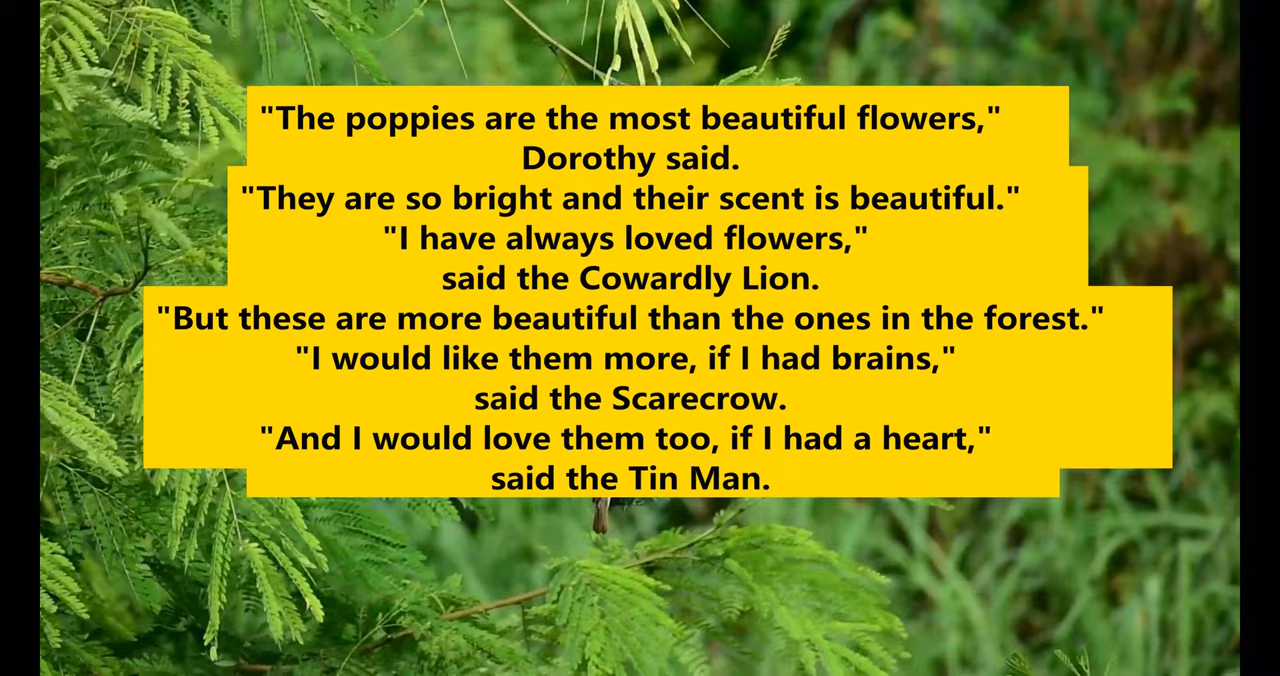 "The poppies are the most beautiful flowers,"
Dorothy said.
"They are so bright and their scent is beautiful."
"I have always loved flowers,"
said the Cowardly Lion.
"But these are more beautiful than the ones in the forest."
"I would like them more, if I had brains,"
said the Scarecrow.
"And I would love them too, if I had a heart,"
said the Tin Man.